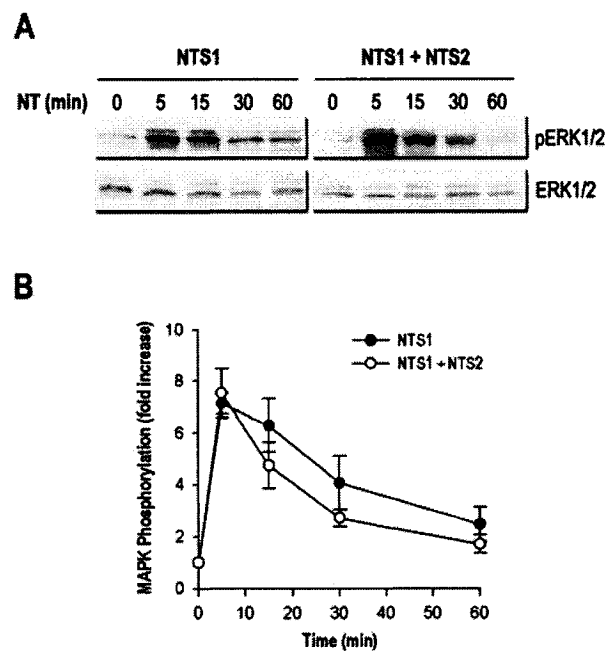 A
NTS1 NTS1 + NTS2
NT (min) 0 5 15 30 60 0 5 15 30 60
pERK1/2
ERK1/2
B
MAPK Phosphorylation (fold increase)
10
8
6
4
2
0
NTS1
NTS1 + NTS2
0 10 20 30 40 50 60
Time (min)